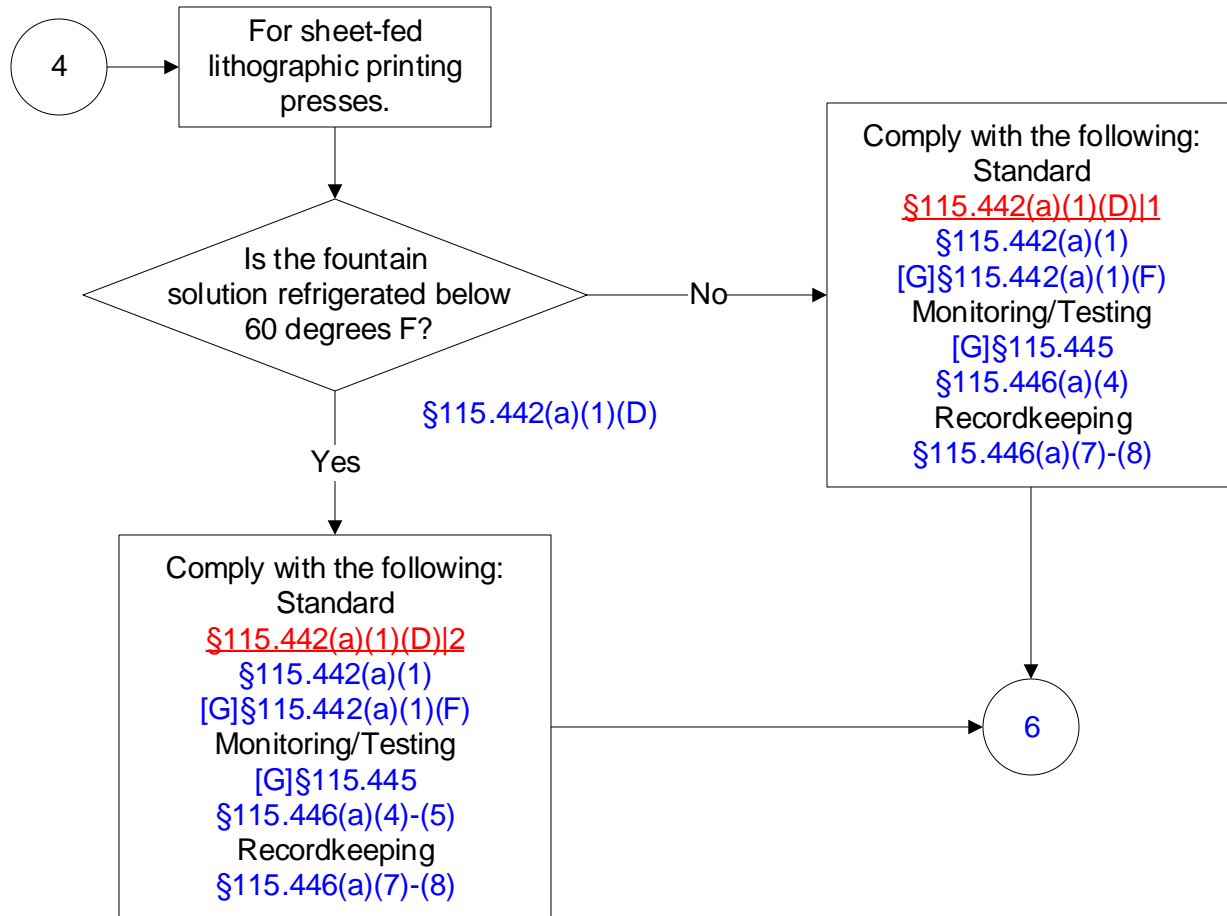 4
For sheet-fed
lithographic printing
presses.
Is the fountain
solution refrigerated below
60 degrees F?
No
§115.442(a)(1)(D)
Yes
Comply with the following:
Standard
§115.442(a)(1)(D)|1
§115.442(a)(1)
[G]§115.442(a)(1)(F)
Monitoring/Testing
[G]§115.445
§115.446(a)(4)
Recordkeeping
§115.446(a)(7)-(8)
Comply with the following:
Standard
§115.442(a)(1)(D)|2
§115.442(a)(1)
[G]§115.442(a)(1)(F)
Monitoring/Testing
[G]§115.445
§115.446(a)(4)-(5)
Recordkeeping
§115.446(a)(7)-(8)
6